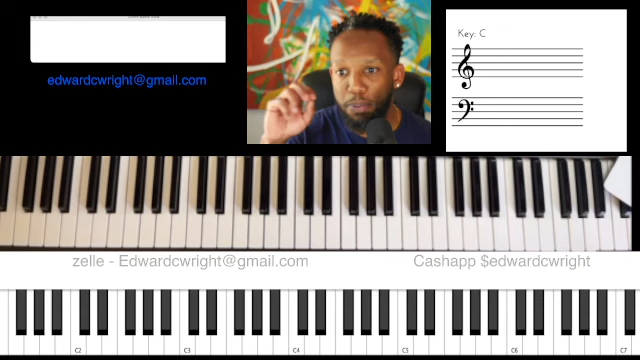 Key: C
edwardcwright@gmail.com
zelle - Edwardcwright@gmail.com
Cashapp $edwardcwright
C2 C3 C4 C5 C6 C7